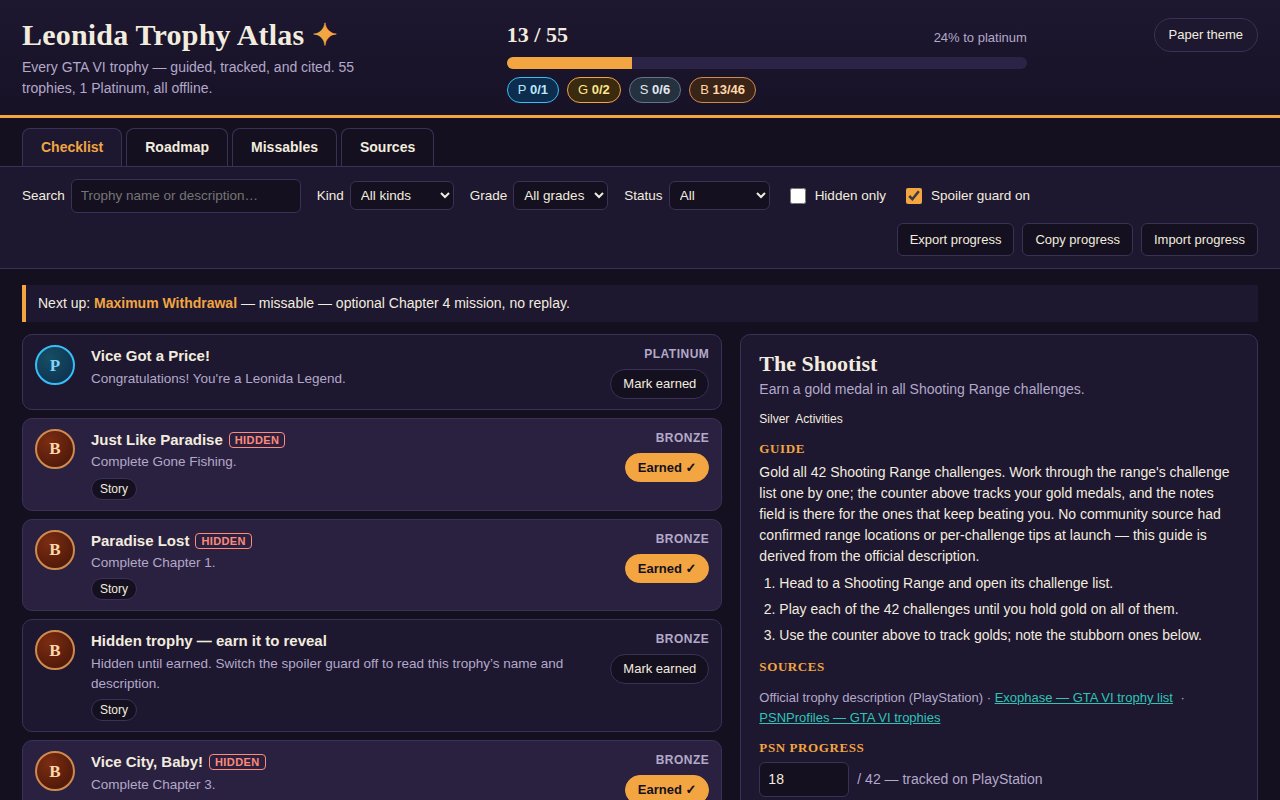 Leonida Trophy Atlas ✦
Every GTA VI trophy — guided, tracked, and cited. 55
trophies, 1 Platinum, all offline.
13 / 55
24% to platinum
P 0/1 G 0/2 S 0/6 B 13/46
Paper theme
Checklist Roadmap Missables Sources
Search Trophy name or description… Kind All kinds Grade All grades Status All Hidden only Spoiler guard on
Export progress Copy progress Import progress
Next up: Maximum Withdrawal — missable — optional Chapter 4 mission, no replay.
P
Vice Got a Price!
Congratulations! You're a Leonida Legend.
PLATINUM
Mark earned
B
Just Like Paradise HIDDEN
Complete Gone Fishing.
Story
BRONZE
Earned ✓
B
Paradise Lost HIDDEN
Complete Chapter 1.
Story
BRONZE
Earned ✓
B
Hidden trophy — earn it to reveal
Hidden until earned. Switch the spoiler guard off to read this trophy's name and
description.
Story
BRONZE
Mark earned
B
Vice City, Baby! HIDDEN
Complete Chapter 3.
BRONZE
Earned ✓
The Shootist
Earn a gold medal in all Shooting Range challenges.
Silver Activities
GUIDE
Gold all 42 Shooting Range challenges. Work through the range's challenge
list one by one; the counter above tracks your gold medals, and the notes
field is there for the ones that keep beating you. No community source had
confirmed range locations or per-challenge tips at launch — this guide is
derived from the official description.
1. Head to a Shooting Range and open its challenge list.
2. Play each of the 42 challenges until you hold gold on all of them.
3. Use the counter above to track golds; note the stubborn ones below.
SOURCES
Official trophy description (PlayStation) · Exophase — GTA VI trophy list ·
PSNProfiles — GTA VI trophies
PSN PROGRESS
18 / 42 — tracked on PlayStation